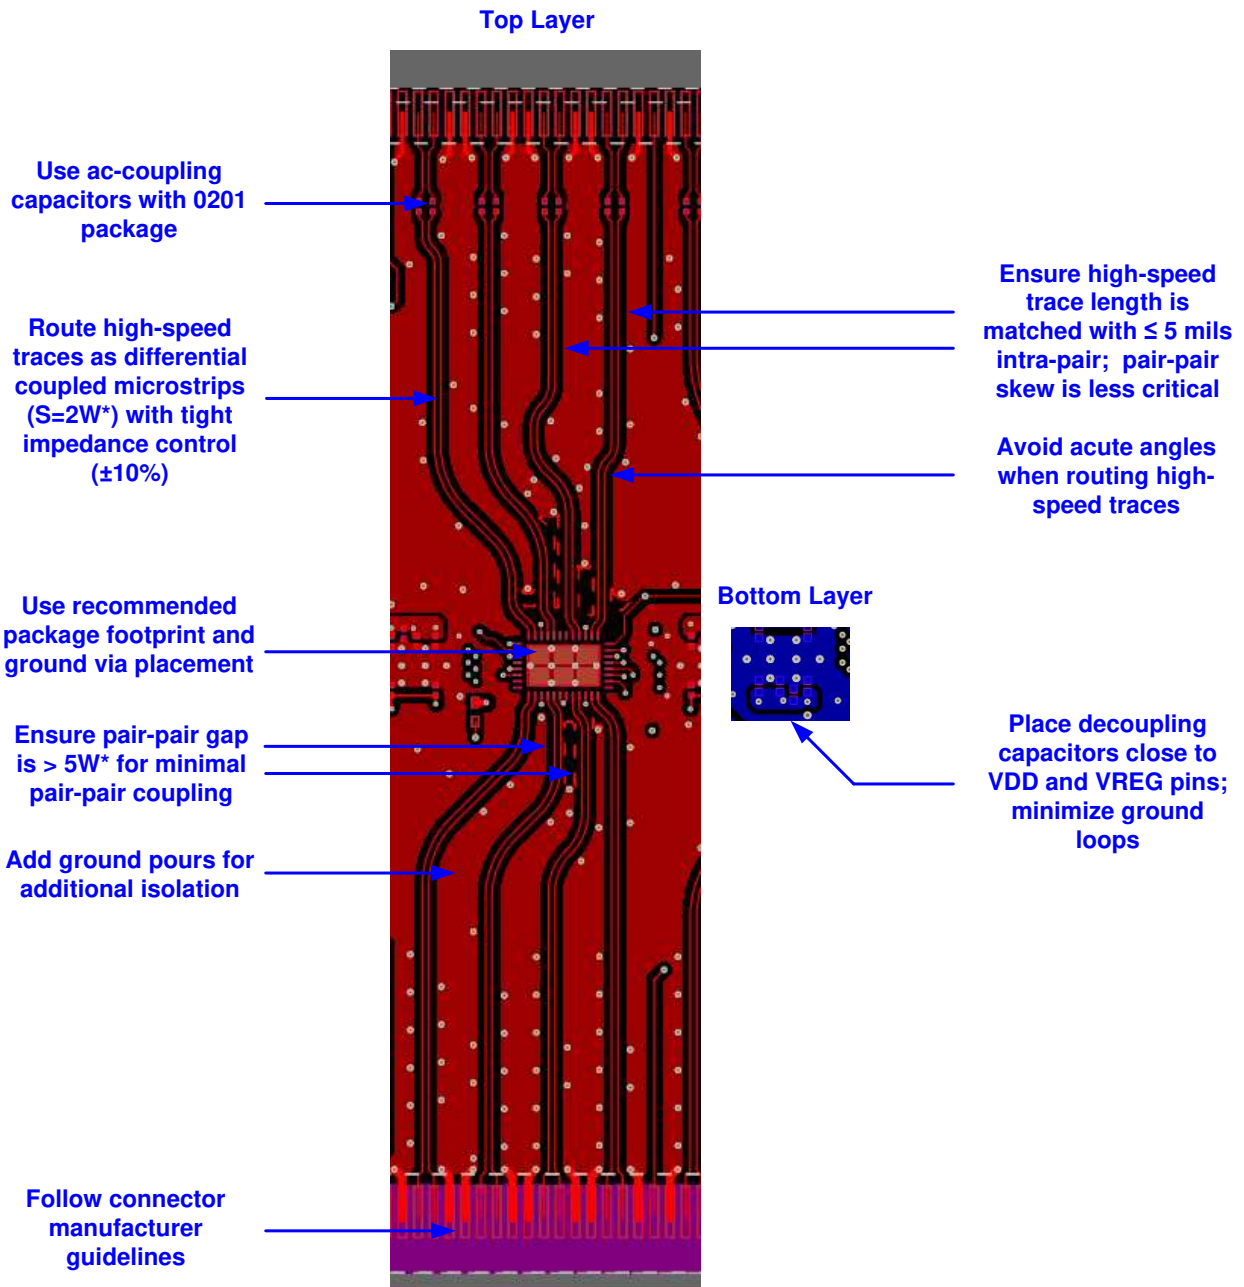 Top Layer
Use ac-coupling
capacitors with 0201
package
Route high-speed
traces as differential
coupled microstrips
(S=2W*) with tight
impedance control
(±10%)
Use recommended
package footprint and
ground via placement
Ensure pair-pair gap
is > 5W* for minimal
pair-pair coupling
Add ground pours for
additional isolation
Follow connector
manufacturer
guidelines
Ensure high-speed
trace length is
matched with ≤ 5 mils
intra-pair; pair-pair
skew is less critical
Avoid acute angles
when routing high-
speed traces
Bottom Layer
Place decoupling
capacitors close to
VDD and VREG pins;
minimize ground
loops